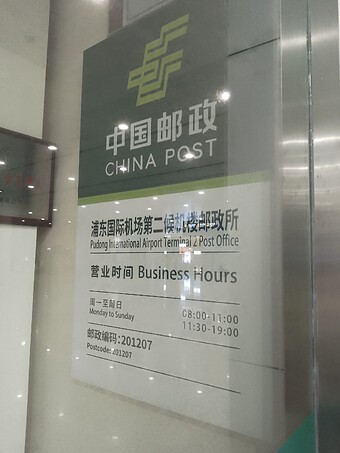 中国邮政
CHINA POST
浦东国际机场第二候机楼邮政所
Pudong International Airport Terminal 2 Post Office
营业时间 Business Hours
周一至周日 08:00-11:00
Monday to Sunday 11:30-19:00
邮政编码:201207
Postcode:201207